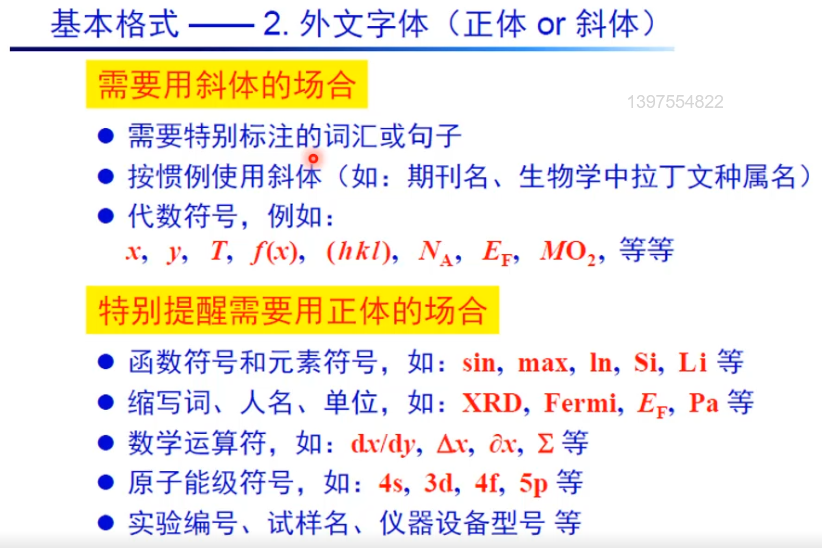 基本格式 —— 2. 外文字体（正体 or 斜体）
需要用斜体的场合
1397554822
● 需要特别标注的词汇或句子
● 按惯例使用斜体（如：期刊名、生物学中拉丁文种属名）
● 代数符号，例如：
x, y, T, f(x), (hkl), N_A, E_F, MO₂, 等等
特别提醒需要用正体的场合
● 函数符号和元素符号，如：sin, max, ln, Si, Li 等
● 缩写词、人名、单位，如：XRD, Fermi, E_F, Pa 等
● 数学运算符，如：dx/dy, Δx, ∂x, Σ 等
● 原子能级符号，如：4s, 3d, 4f, 5p 等
● 实验编号、试样名、仪器设备型号 等